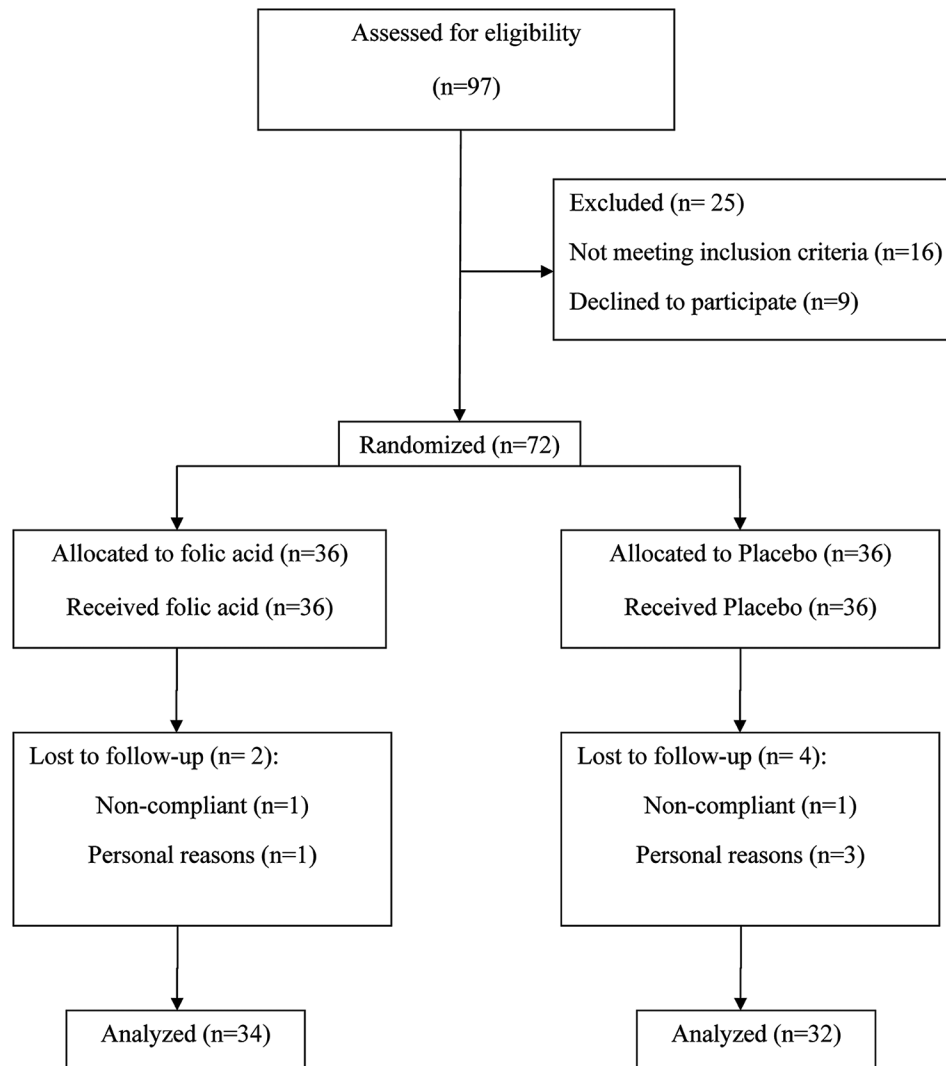 Assessed for eligibility
(n=97)
Excluded (n= 25)
Not meeting inclusion criteria (n=16)
Declined to participate (n=9)
Randomized (n=72)
Allocated to folic acid (n=36)
Received folic acid (n=36)
Allocated to Placebo (n=36)
Received Placebo (n=36)
Lost to follow-up (n= 2):
Non-compliant (n=1)
Personal reasons (n=1)
Lost to follow-up (n= 4):
Non-compliant (n=1)
Personal reasons (n=3)
Analyzed (n=34)
Analyzed (n=32)